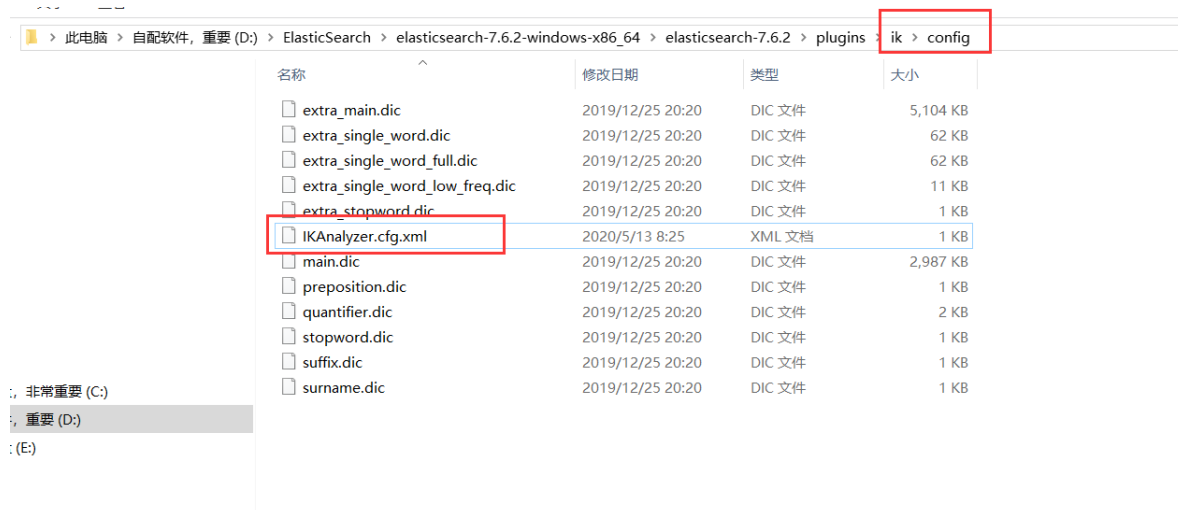 此电脑 > 自配软件，重要 (D:) > ElasticSearch > elasticsearch-7.6.2-windows-x86_64 > elasticsearch-7.6.2 > plugins > ik > config
名称 修改日期 类型 大小
extra_main.dic 2019/12/25 20:20 DIC 文件 5,104 KB
extra_single_word.dic 2019/12/25 20:20 DIC 文件 62 KB
extra_single_word_full.dic 2019/12/25 20:20 DIC 文件 62 KB
extra_single_word_low_freq.dic 2019/12/25 20:20 DIC 文件 11 KB
extra_stopword.dic 2019/12/25 20:20 DIC 文件 1 KB
IKAnalyzer.cfg.xml 2020/5/13 8:25 XML 文档 1 KB
main.dic 2019/12/25 20:20 DIC 文件 2,987 KB
preposition.dic 2019/12/25 20:20 DIC 文件 1 KB
quantifier.dic 2019/12/25 20:20 DIC 文件 2 KB
stopword.dic 2019/12/25 20:20 DIC 文件 1 KB
suffix.dic 2019/12/25 20:20 DIC 文件 1 KB
surname.dic 2019/12/25 20:20 DIC 文件 1 KB
，非常重要 (C:)
，重要 (D:)
(E:)